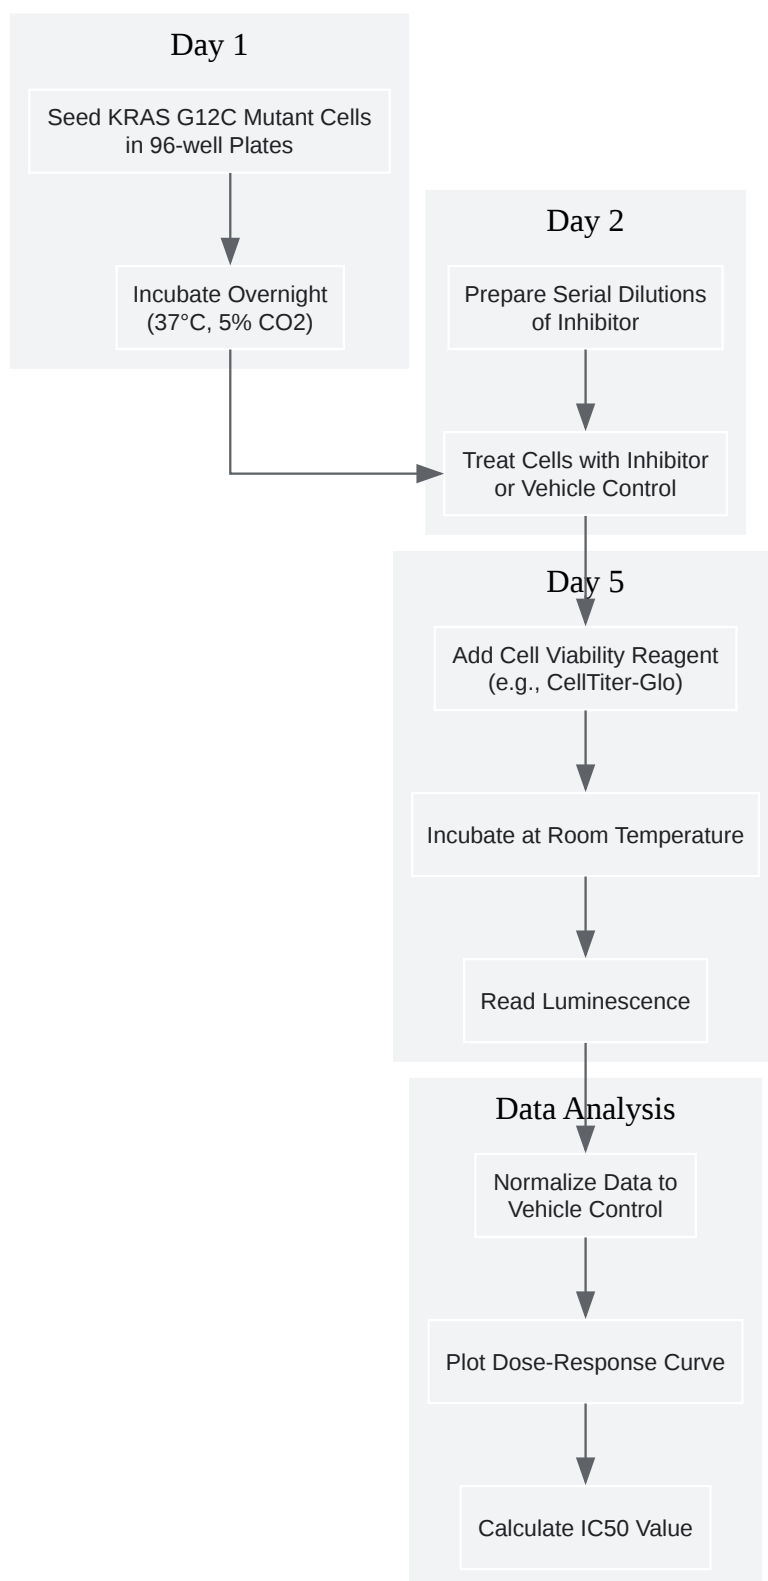 Day 1
Seed KRAS G12C Mutant Cells
in 96-well Plates
Incubate Overnight
(37°C, 5% CO2)
Day 2
Prepare Serial Dilutions
of Inhibitor
Treat Cells with Inhibitor
or Vehicle Control
Day 5
Add Cell Viability Reagent
(e.g., CellTiter-Glo)
Incubate at Room Temperature
Read Luminescence
Data Analysis
Normalize Data to
Vehicle Control
Plot Dose-Response Curve
Calculate IC50 Value